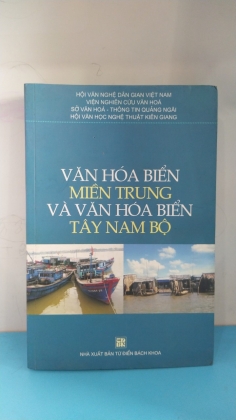 HỘI VĂN NGHỆ DÂN GIAN VIỆT NAM
VIỆN NGHIÊN CỨU VĂN HOÁ
SỞ VĂN HOÁ - THÔNG TIN QUẢNG NGÃI
HỘI VĂN HỌC NGHỆ THUẬT KIÊN GIANG
VĂN HÓA BIỂN
MIỀN TRUNG
VÀ VĂN HÓA BIỂN
TÂY NAM BỘ
NHÀ XUẤT BẢN TỪ ĐIỂN BÁCH KHOA